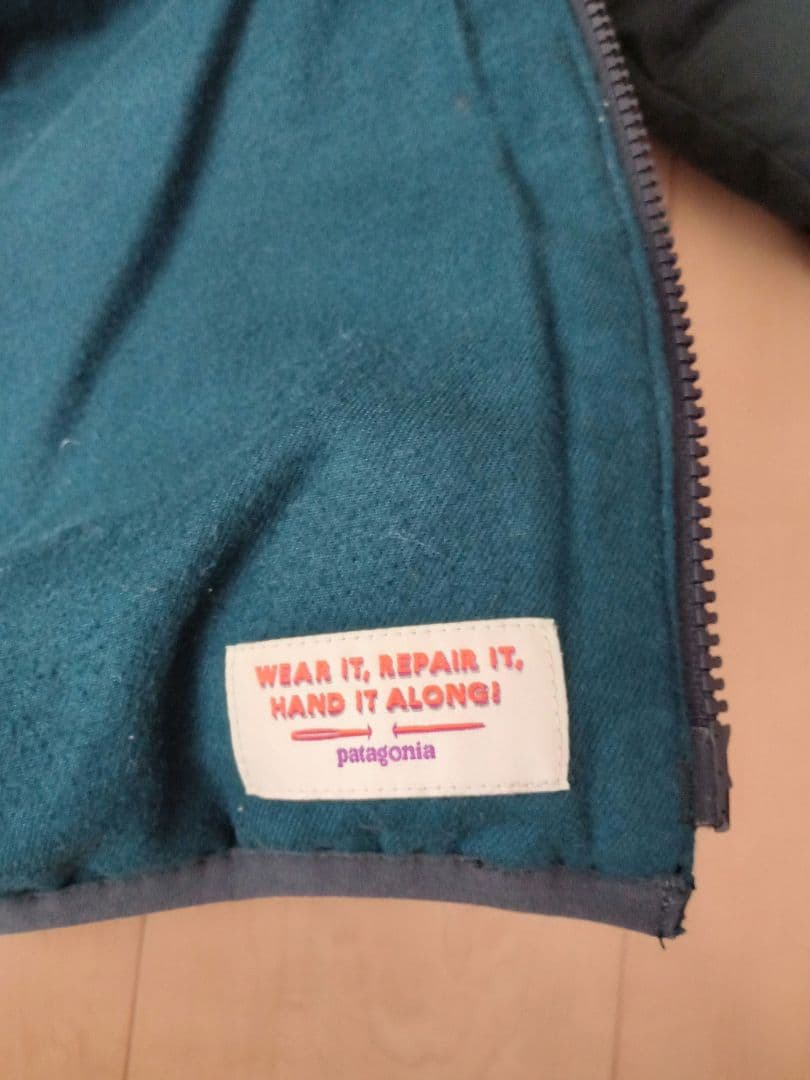 WEAR IT, REPAIR IT,
HAND IT ALONG!
patagonia